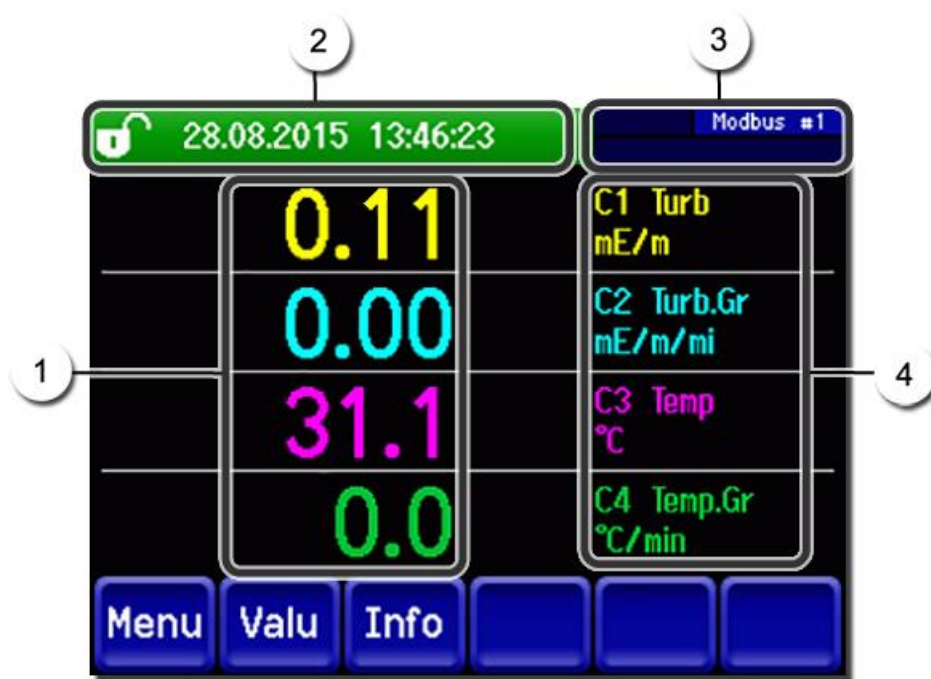 2
3
28.08.2015 13:46:23
Modbus #1
0.11
C1 Turb
mE/m
0.00
C2 Turb.Gr
mE/m/mi
1
4
31.1
C3 Temp
°C
0.0
C4 Temp.Gr
°C/min
Menu Valu Info